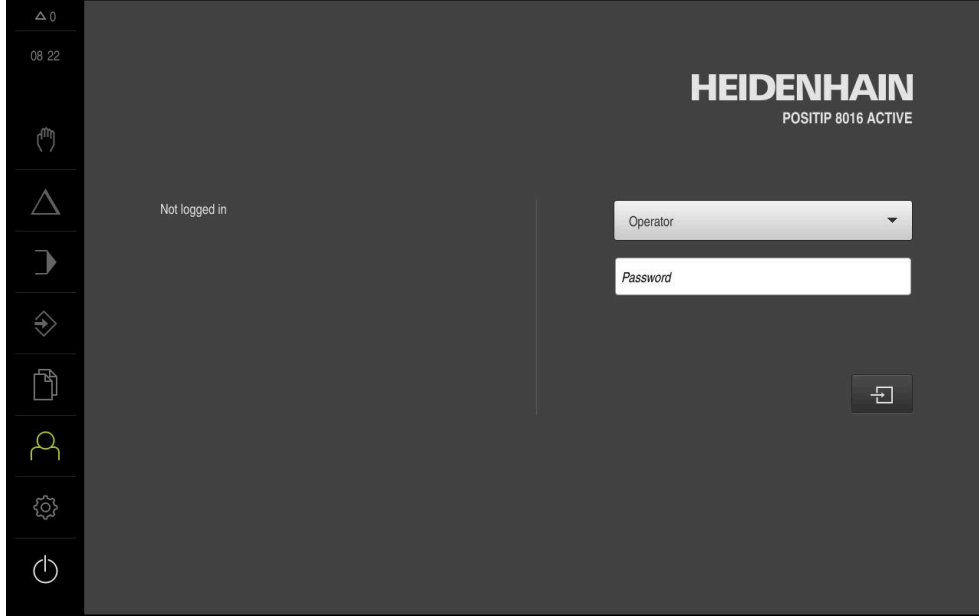 0
08 22
HEIDENHAIN
POSITIP 8016 ACTIVE
Not logged in
Operator
Password